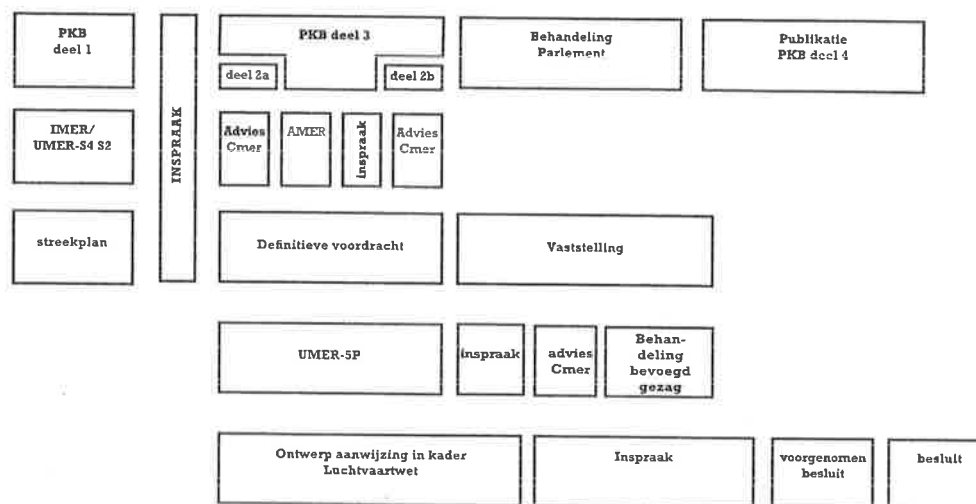 PKB
deel 1
INSPRAAK
PKB deel 3
deel 2a
deel 2b
Behandeling
Parlement
Publikatie
PKB deel 4
IMER/
UMER-S4 S2
Advies
Cmer
AMER
inspraak
Advies
Cmer
streekplan
Definitieve voordracht
Vaststelling
UMER-5P
inspraak
advies
Cmer
Behan-
deling
bevoegd
gezag
Ontwerp aanwijzing in kader
Luchtvaartwet
Inspraak
voorgenomen
besluit
besluit